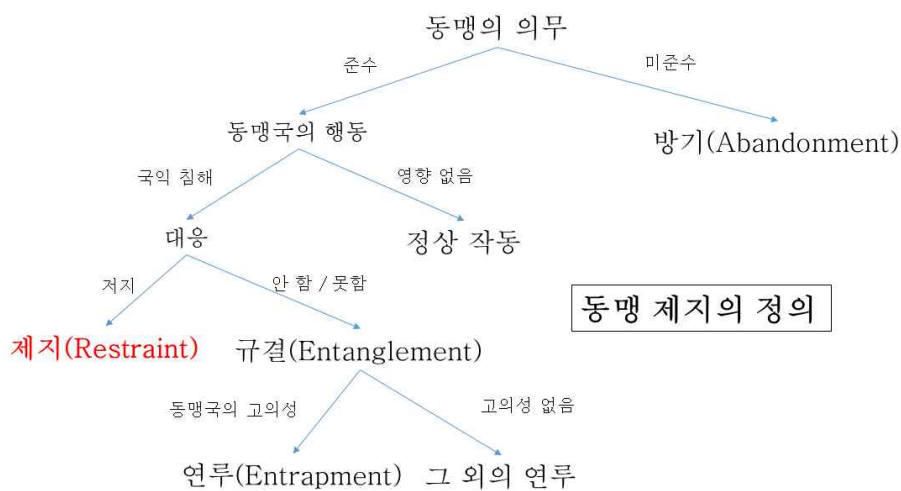 동맹의 의무
준수
미준수
동맹국의 행동
방기(Abandonment)
국익 침해
영향 없음
대응
정상 작동
저지
안 함 / 못함
동맹 제지의 정의
제지(Restraint)
규결(Entanglement)
동맹국의 고의성
고의성 없음
연루(Entrapment)
그 외의 연루